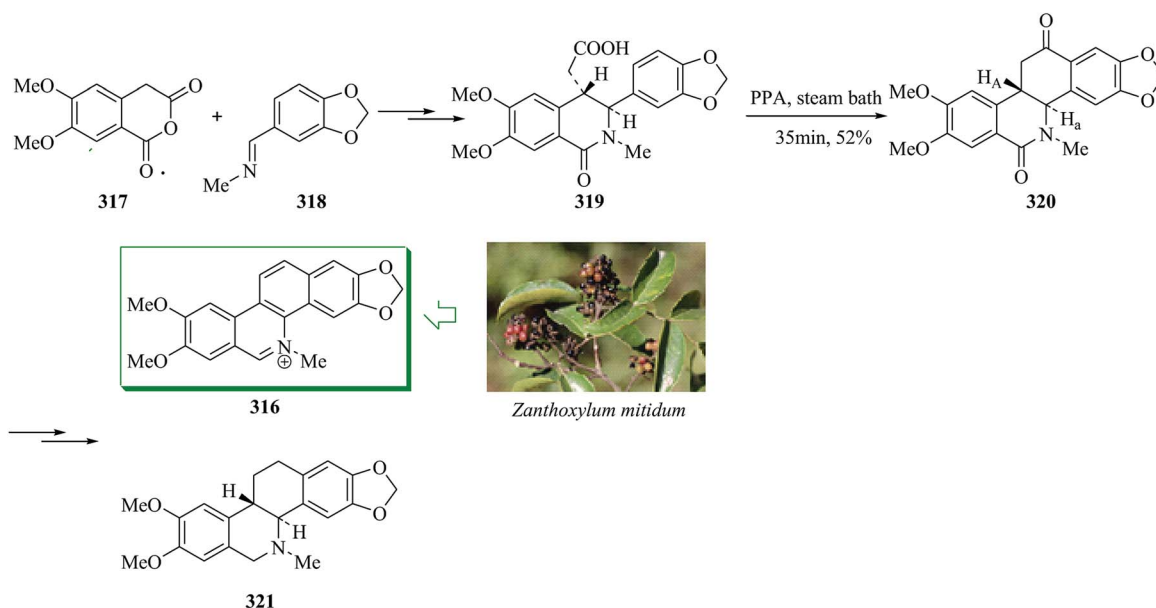 MeO
MeO
O
O
O
317
+
O
O
N
Me
318
COOH
H
H
MeO
MeO
N
Me
O
O
O
319
PPA, steam bath
35min, 52%
O
H_A
H_a
MeO
MeO
N
Me
O
O
O
320
MeO
MeO
N
⊕
Me
O
O
316
Zanthoxylum mitidum
H
H
MeO
MeO
N
Me
O
O
321